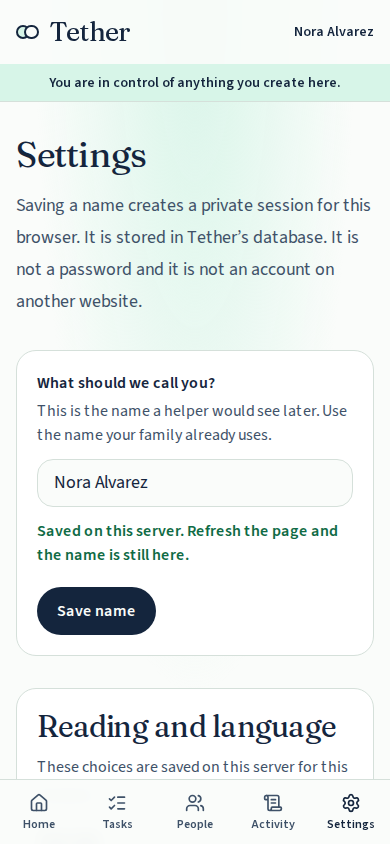 Tether
Nora Alvarez
You are in control of anything you create here.
Settings
Saving a name creates a private session for this
browser. It is stored in Tether’s database. It is
not a password and it is not an account on
another website.
What should we call you?
This is the name a helper would see later. Use
the name your family already uses.
Nora Alvarez
Saved on this server. Refresh the page and
the name is still here.
Save name
Reading and language
These choices are saved on this server for this
Home
Tasks
People
Activity
Settings